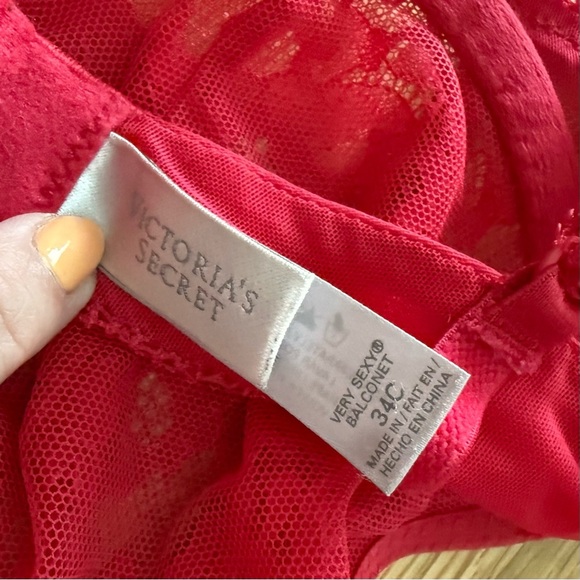 VICTORIA'S
SECRET
VERY SEXY®
BALCONET
34C
MADE IN / FAIT EN /
HECHO EN CHINA